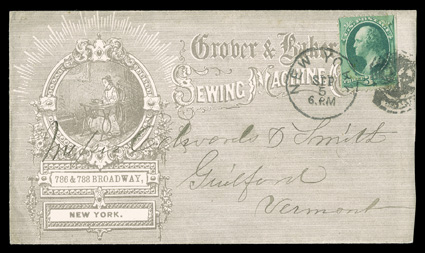 Grover & Baker
Sewing Machine
NEW YORK
SEP
5
6. P.M
786 & 788 BROADWAY,
NEW YORK.
Edwards D. Smith
Guilford
Vermont